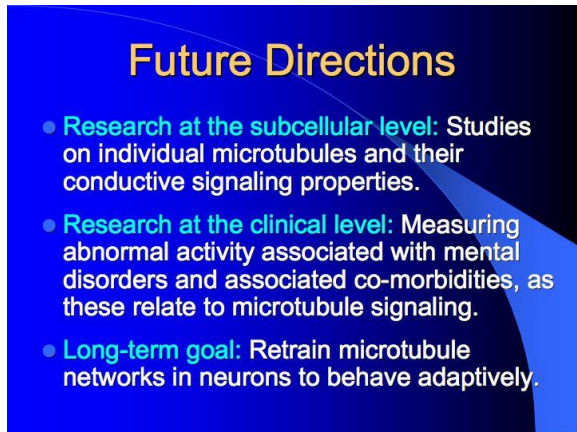 Future Directions
Research at the subcellular level: Studies
on individual microtubules and their
conductive signaling properties.
Research at the clinical level: Measuring
abnormal activity associated with mental
disorders and associated co-morbidities, as
these relate to microtubule signaling.
Long-term goal: Retrain microtubule
networks in neurons to behave adaptively.